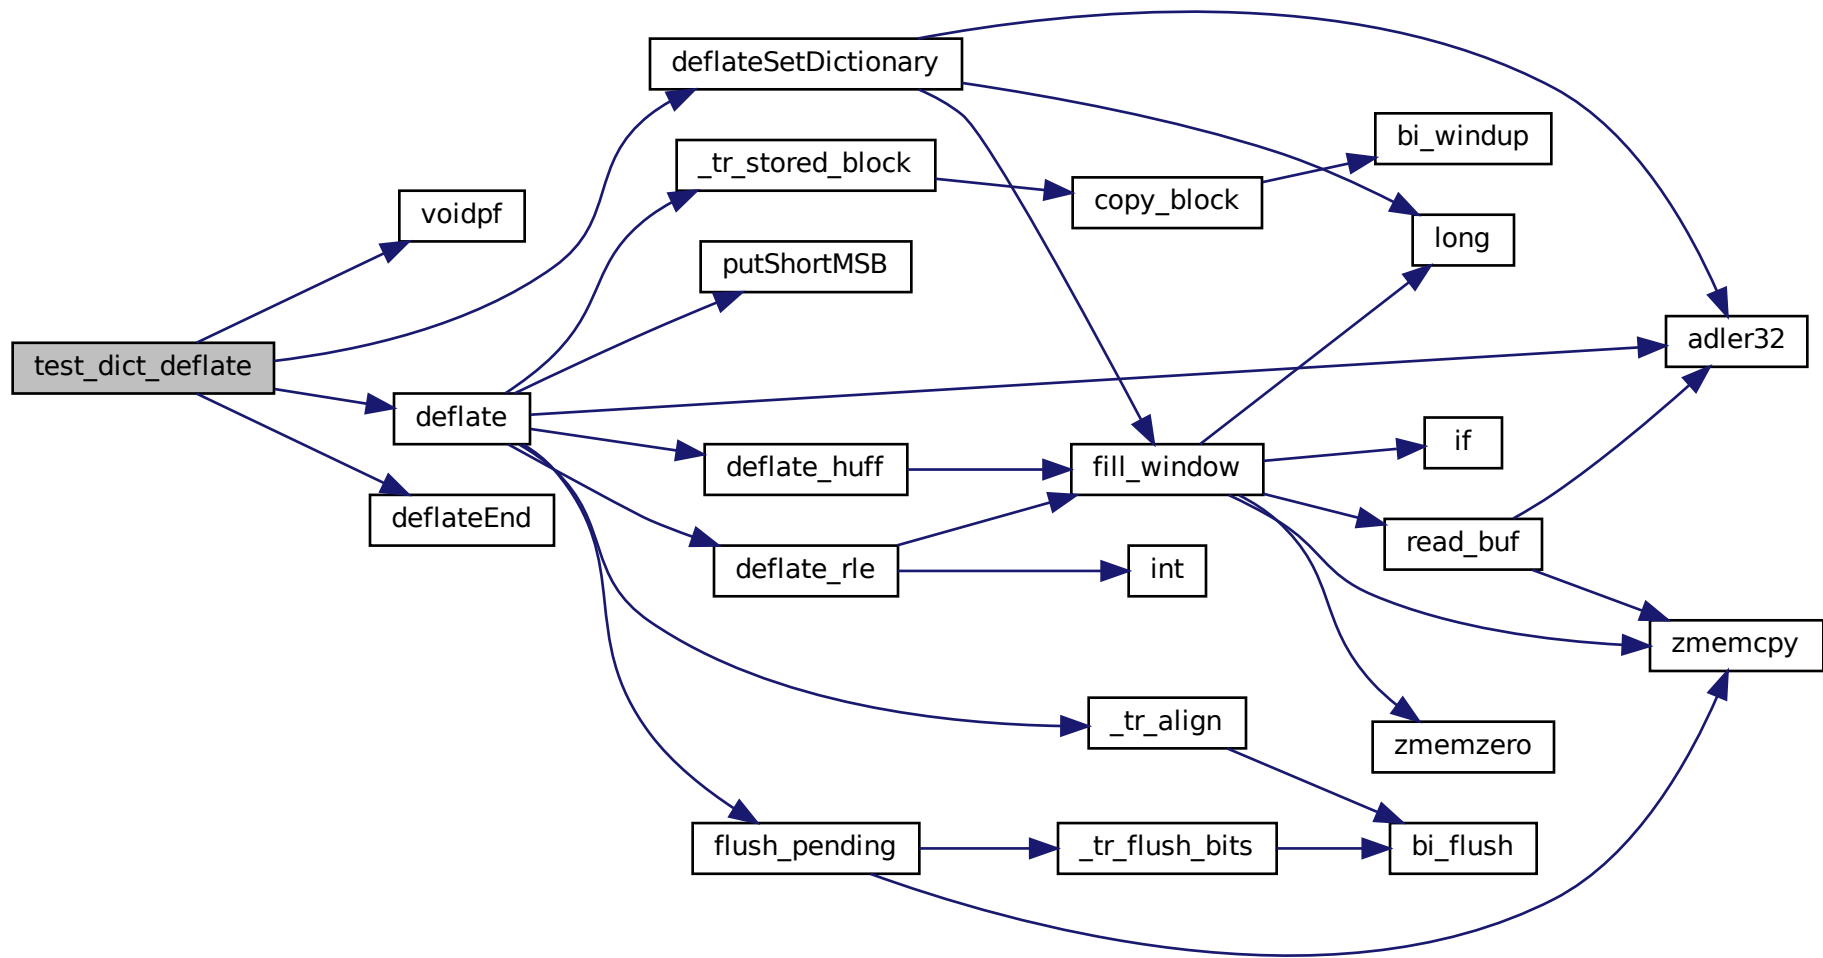 deflateSetDictionary
bi_windup
_tr_stored_block
copy_block
voidpf
long
putShortMSB
adler32
test_dict_deflate
deflate
if
deflate_huff
fill_window
deflateEnd
read_buf
deflate_rle
int
zmemcpy
_tr_align
zmemzero
flush_pending
_tr_flush_bits
bi_flush